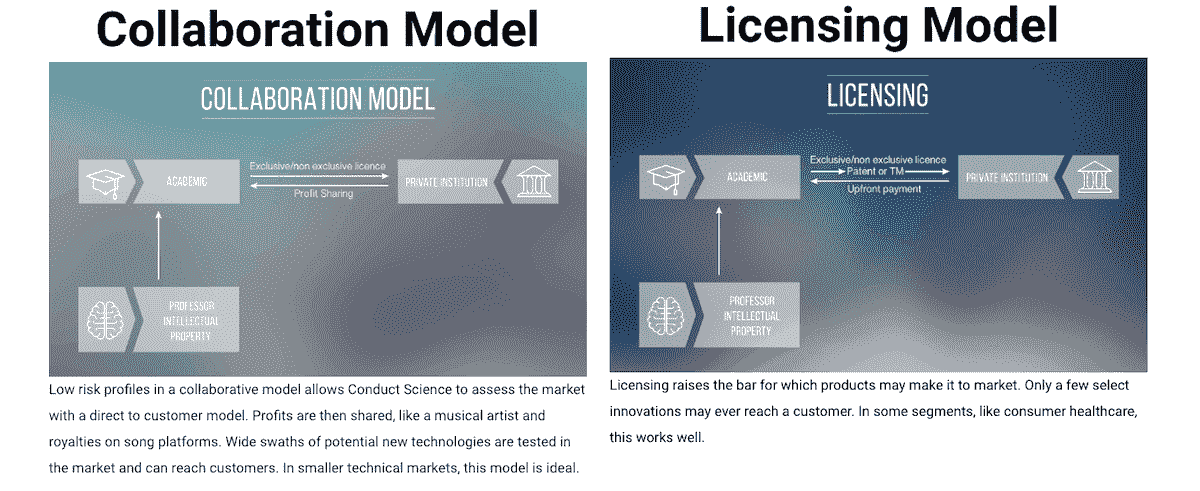 Collaboration Model
COLLABORATION MODEL
Exclusive/non exclusive licence
ACADEMIC
PRIVATE INSTITUTION
Profit Sharing
PROFESSOR
INTELLECTUAL
PROPERTY
Low risk profiles in a collaborative model allows Conduct Science to assess the market
with a direct to customer model. Profits are then shared, like a musical artist and
royalties on song platforms. Wide swaths of potential new technologies are tested in
the market and can reach customers. In smaller technical markets, this model is ideal.
Licensing Model
LICENSING
Exclusive/non exclusive licence
Patent or TM
ACADEMIC
PRIVATE INSTITUTION
Upfront payment
PROFESSOR
INTELLECTUAL
PROPERTY
Licensing raises the bar for which products may make it to market. Only a few select
innovations may ever reach a customer. In some segments, like consumer healthcare,
this works well.